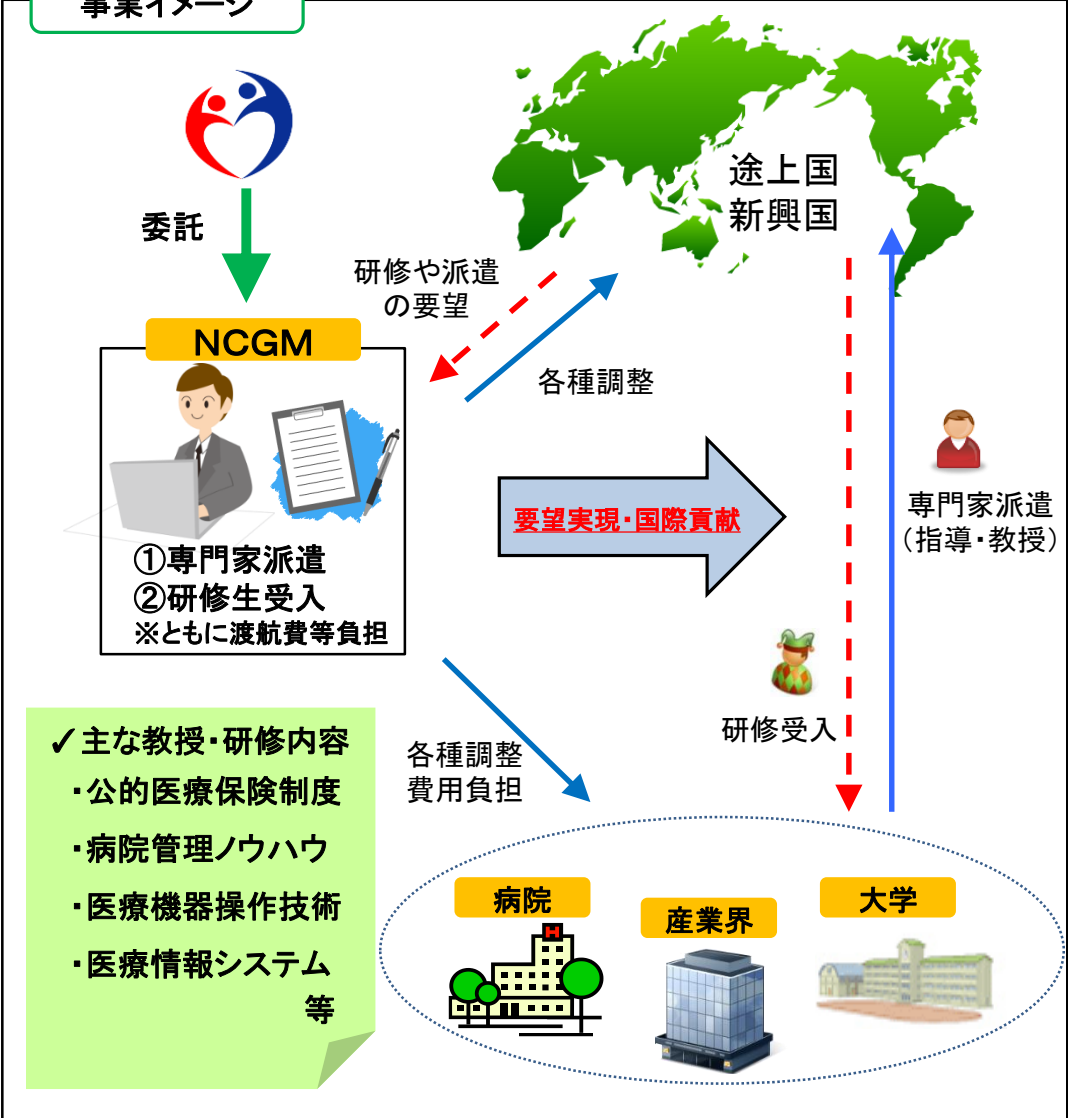 事業イメージ
委託
途上国
新興国
研修や派遣
の要望
各種調整
NCGM
①専門家派遣
②研修生受入
※ともに渡航費等負担
要望実現・国際貢献
専門家派遣
（指導・教授）
研修受入
各種調整
費用負担
✓主な教授・研修内容
・公的医療保険制度
・病院管理ノウハウ
・医療機器操作技術
・医療情報システム
等
病院
産業界
大学
H